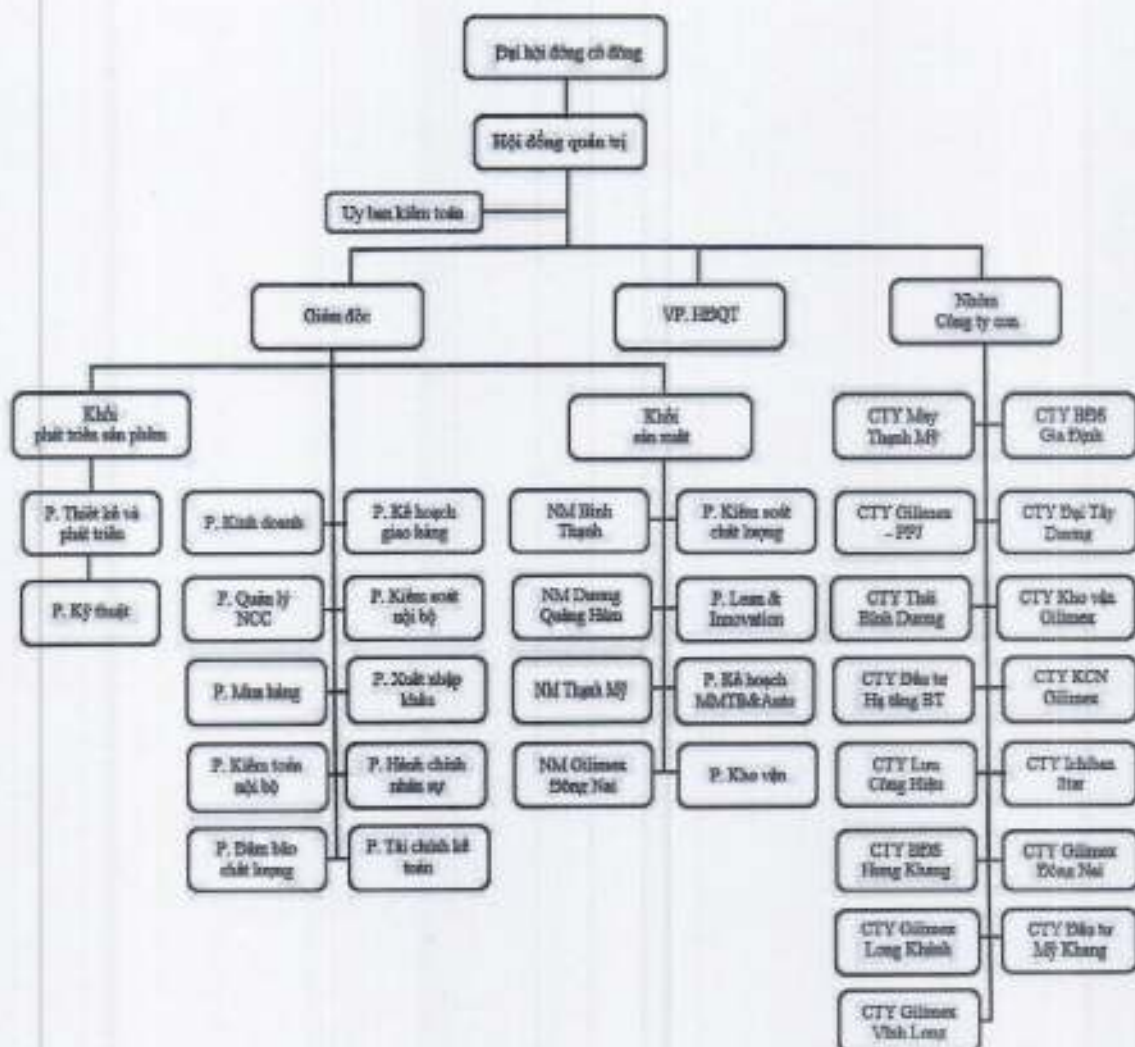 Đại hội đồng cổ đông
Hội đồng quản trị
Uỷ ban kiểm toán
Giám đốc
VP. HĐQT
Nhóm
Công ty con
Khối
phát triển sản phẩm
Khối
sản xuất
CTY May
Thạnh Mỹ
CTY BĐS
Gia Định
P. Thiết kế và
phát triển
P. Kinh doanh
P. Kế hoạch
giao hàng
NM Bình
Thạnh
P. Kiểm soát
chất lượng
CTY Gilimex
– PPJ
CTY Đại Tây
Dương
P. Kỹ thuật
P. Quản lý
NCC
P. Kiểm soát
nội bộ
NM Dương
Quảng Hàm
P. Lean &
Innovation
CTY Thái
Bình Dương
CTY Kho vận
Gilimex
P. Mua hàng
P. Xuất nhập
khẩu
NM Thạnh Mỹ
P. Kế hoạch
MMTB&Auto
CTY Đầu tư
Hạ tầng BT
CTY KCN
Gilimex
P. Kiểm toán
nội bộ
P. Hành chính
nhân sự
NM Gilimex
Đồng Nai
P. Kho vận
CTY Lưu
Công Hiện
CTY Ichiban
Star
P. Đảm bảo
chất lượng
P. Tài chính kế
toán
CTY BĐS
Hưng Khang
CTY Gilimex
Đồng Nai
CTY Gilimex
Long Khánh
CTY Đầu tư
Mỹ Khang
CTY Gilimex
Vĩnh Long